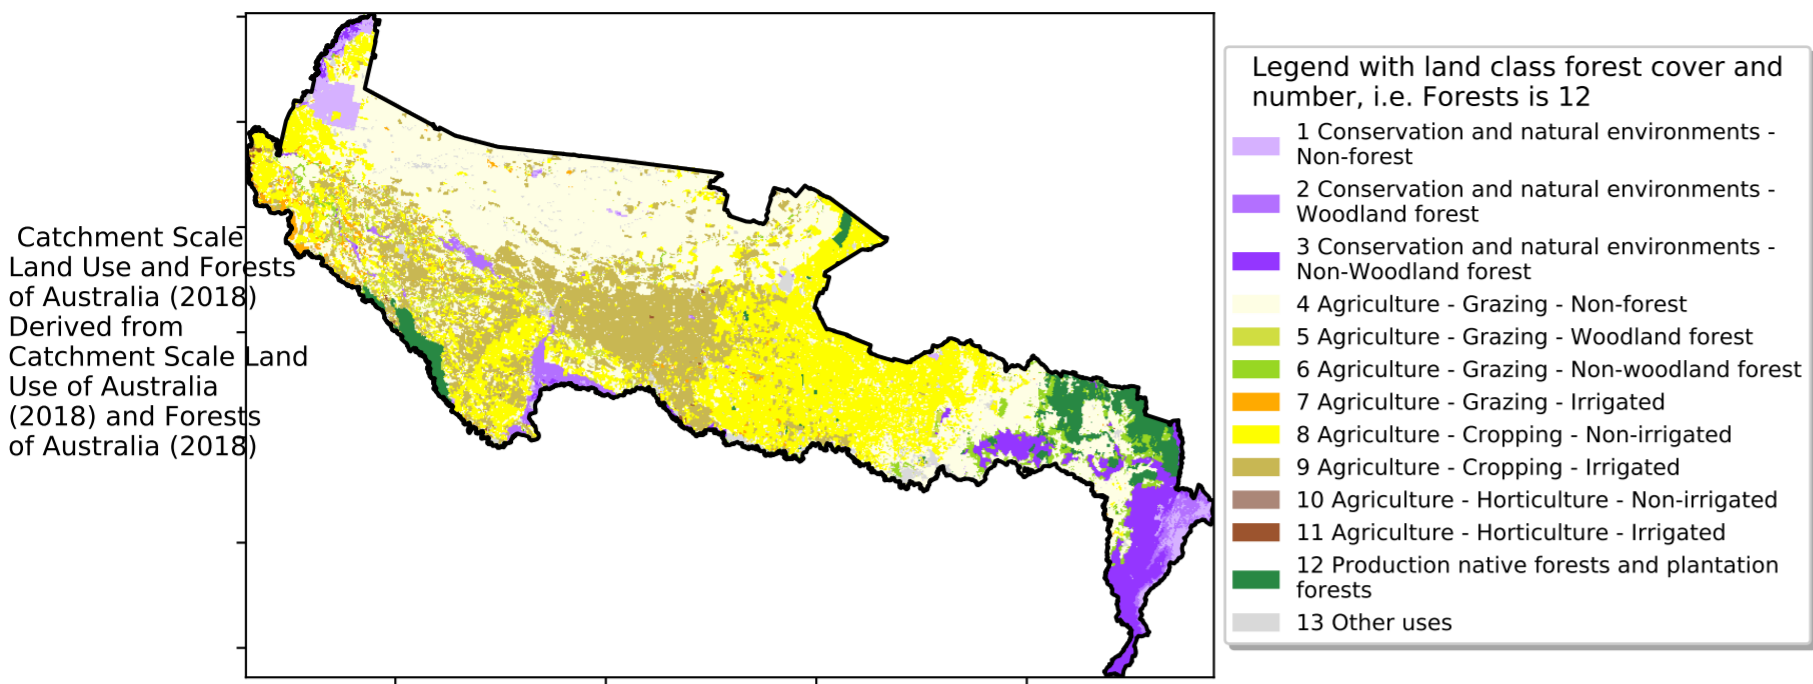 Catchment Scale
Land Use and Forests
of Australia (2018)
Derived from
Catchment Scale Land
Use of Australia
(2018) and Forests
of Australia (2018)
Legend with land class forest cover and
number, i.e. Forests is 12
1 Conservation and natural environments -
Non-forest
2 Conservation and natural environments -
Woodland forest
3 Conservation and natural environments -
Non-Woodland forest
4 Agriculture - Grazing - Non-forest
5 Agriculture - Grazing - Woodland forest
6 Agriculture - Grazing - Non-woodland forest
7 Agriculture - Grazing - Irrigated
8 Agriculture - Cropping - Non-irrigated
9 Agriculture - Cropping - Irrigated
10 Agriculture - Horticulture - Non-irrigated
11 Agriculture - Horticulture - Irrigated
12 Production native forests and plantation
forests
13 Other uses